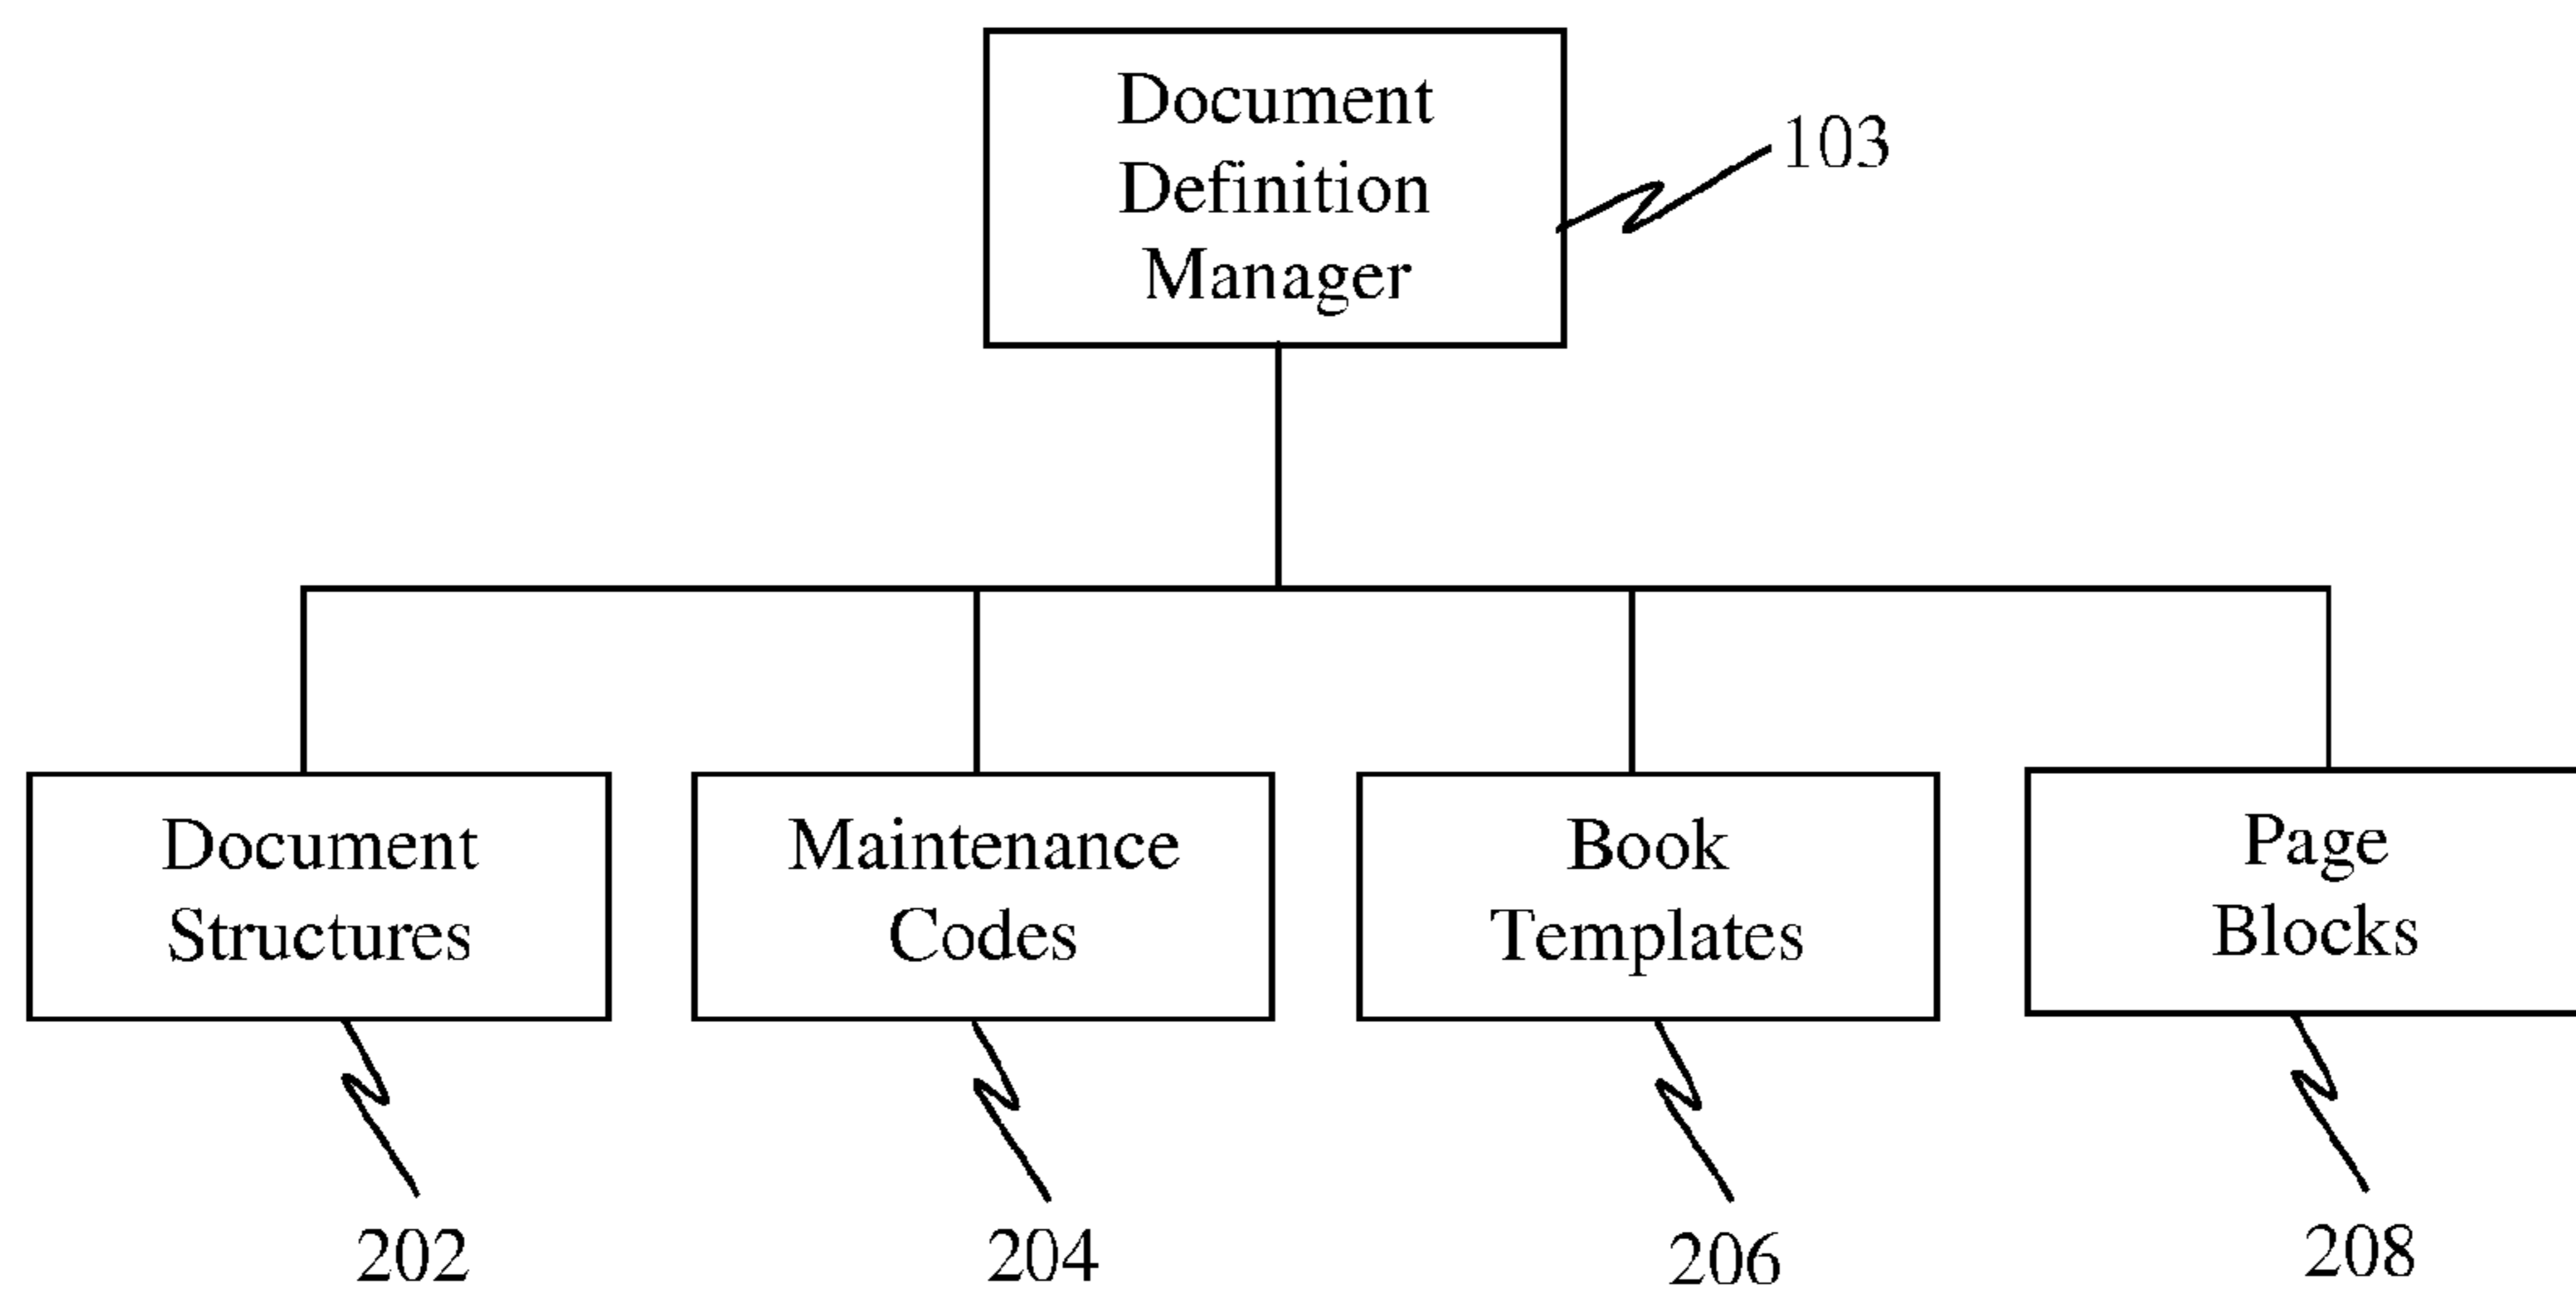 Document
Definition
Manager
103
Document
Structures
Maintenance
Codes
Book
Templates
Page
Blocks
202
204
206
208